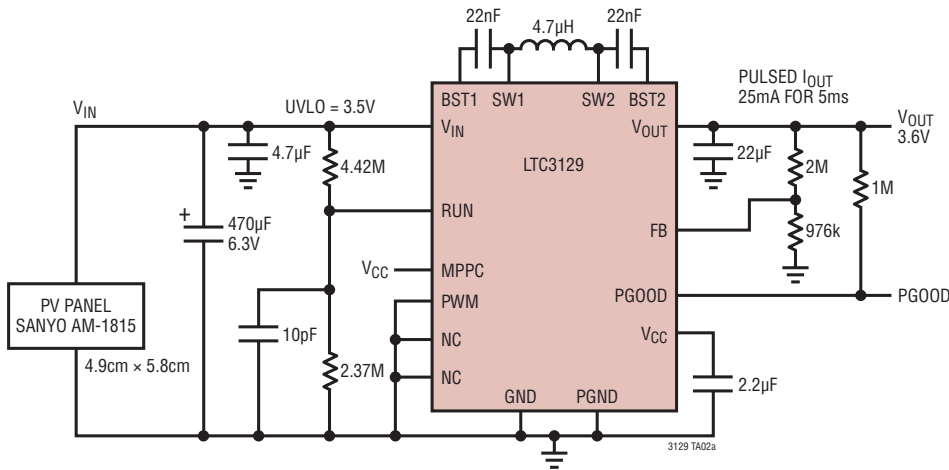 22nF
4.7µH
22nF
BST1 SW1 SW2 BST2
PULSED IOUT
25mA FOR 5ms
VIN
UVLO = 3.5V
VIN
VOUT
VOUT
3.6V
4.7µF
4.42M
LTC3129
22µF
2M
1M
RUN
+
470µF
6.3V
FB
976k
VCC
MPPC
PV PANEL
SANYO AM-1815
PWM
PGOOD
PGOOD
10pF
NC
VCC
4.9cm × 5.8cm
2.37M
NC
2.2µF
GND PGND
3129 TA02a